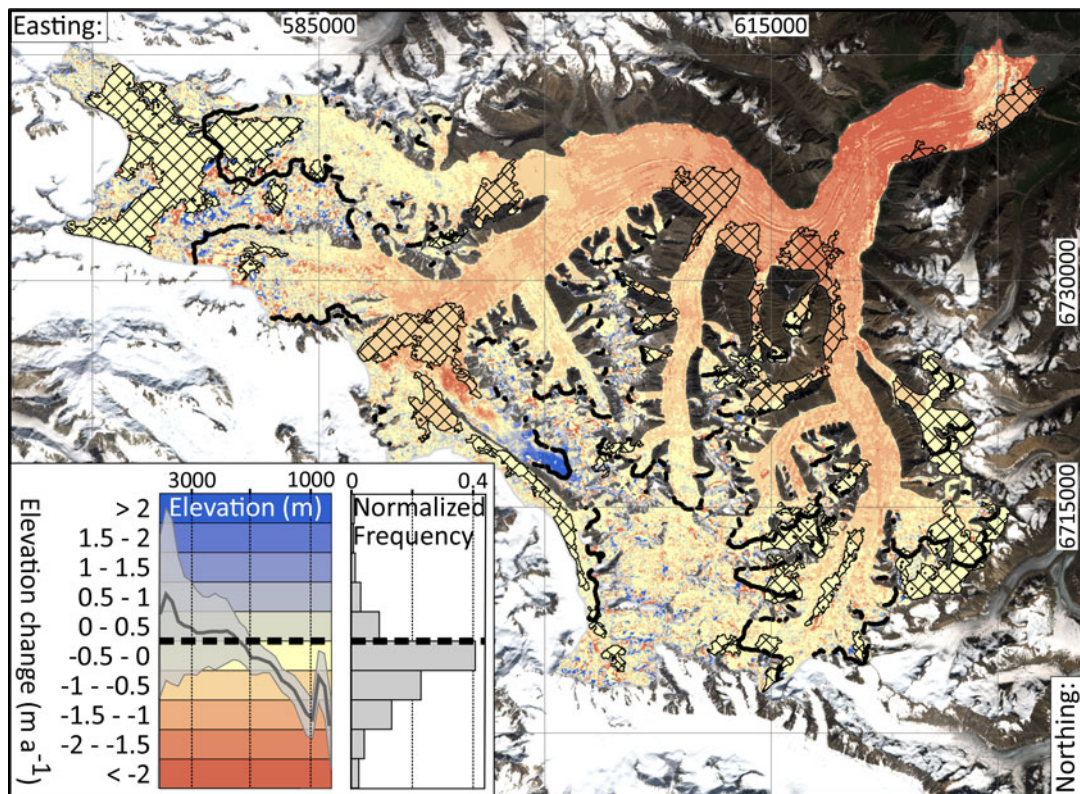 Easting:
585000
615000
6730000
6715000
Northing:
3000
1000
Elevation (m)
0
0.4
Normalized
Frequency
Elevation change (m a⁻¹)
> 2
1.5 - 2
1 - 1.5
0.5 - 1
0 - 0.5
-0.5 - 0
-1 - -0.5
-1.5 - -1
-2 - -1.5
< -2